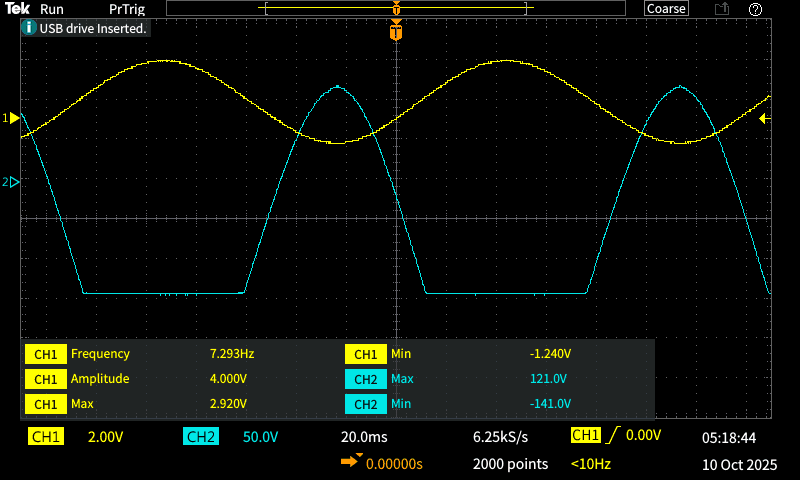 Tek Run PrTrig Coarse
USB drive Inserted.
T
T
1
2
CH1 Frequency 7.293Hz CH1 Min -1.240V
CH1 Amplitude 4.000V CH2 Max 121.0V
CH1 Max 2.920V CH2 Min -141.0V
CH1 2.00V CH2 50.0V 20.0ms 6.25kS/s CH1 0.00V 05:18:44
0.00000s 2000 points <10Hz 10 Oct 2025